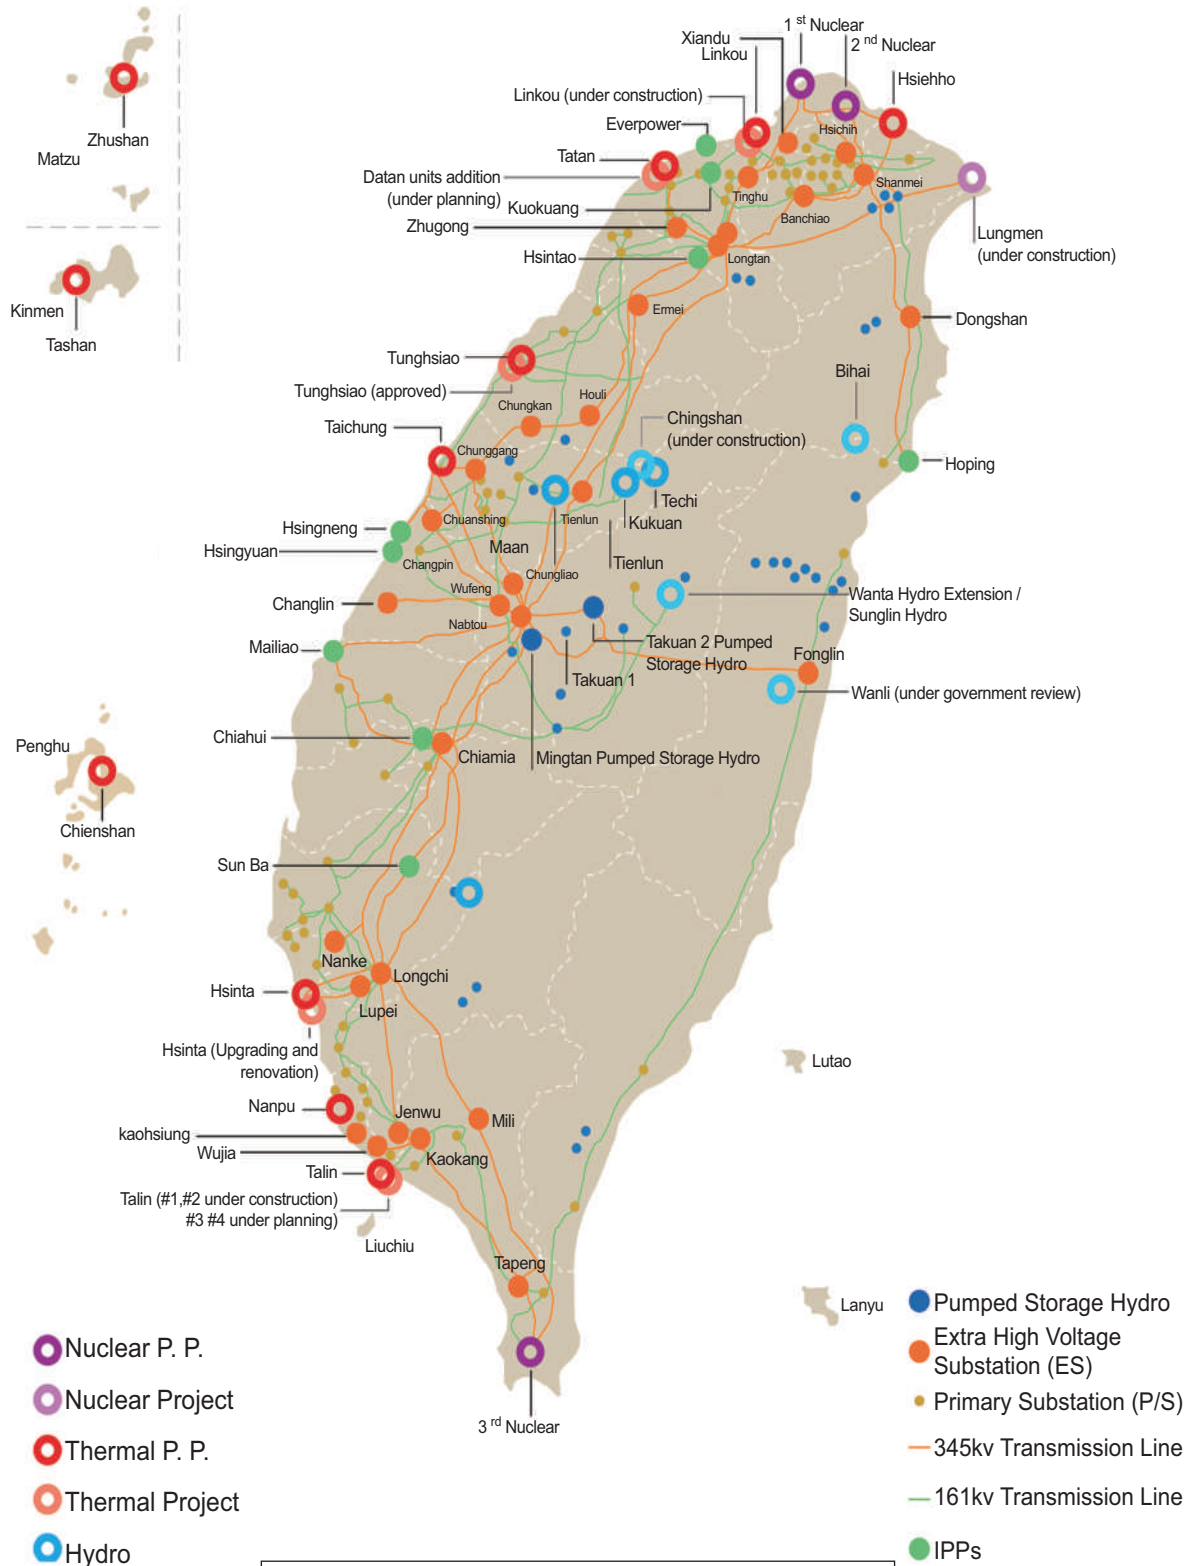 1 st Nuclear
Xiandu
2 nd Nuclear
Linkou
Hsiehho
Linkou (under construction)
Everpower
Hsichih
Zhushan
Matzu
Tatan
Datan units addition
(under planning)
Tinghu
Shanmei
Kuokuang
Banchiao
Zhugong
Lungmen
(under construction)
Hsintao
Longtan
Kinmen
Tashan
Ermei
Dongshan
Tunghsiao
Tunghsiao (approved)
Bihai
Houli
Chungkan
Chingshan
(under construction)
Taichung
Chunggang
Hoping
Techi
Chuanshing
Tienlun
Kukuan
Hsingneng
Maan
Hsingyuan
Changpin
Tienlun
Chungliao
Wufeng
Changlin
Nabtou
Wanta Hydro Extension /
Sunglin Hydro
Mailiao
Takuan 2 Pumped
Storage Hydro
Fonglin
Takuan 1
Wanli (under government review)
Chiahui
Chiamia
Mingtan Pumped Storage Hydro
Penghu
Chienshan
Sun Ba
Nanke
Longchi
Hsinta
Lupei
Hsinta (Upgrading and
renovation)
Lutao
Nanpu
Jenwu
Mili
kaohsiung
Wujia
Kaokang
Talin
Talin (#1,#2 under construction)
#3 #4 under planning)
Liuchiu
Tapeng
Lanyu
3 rd Nuclear
Nuclear P. P.
Nuclear Project
Thermal P. P.
Thermal Project
Hydro
Pumped Storage Hydro
Extra High Voltage
Substation (ES)
Primary Substation (P/S)
345kv Transmission Line
161kv Transmission Line
IPPs